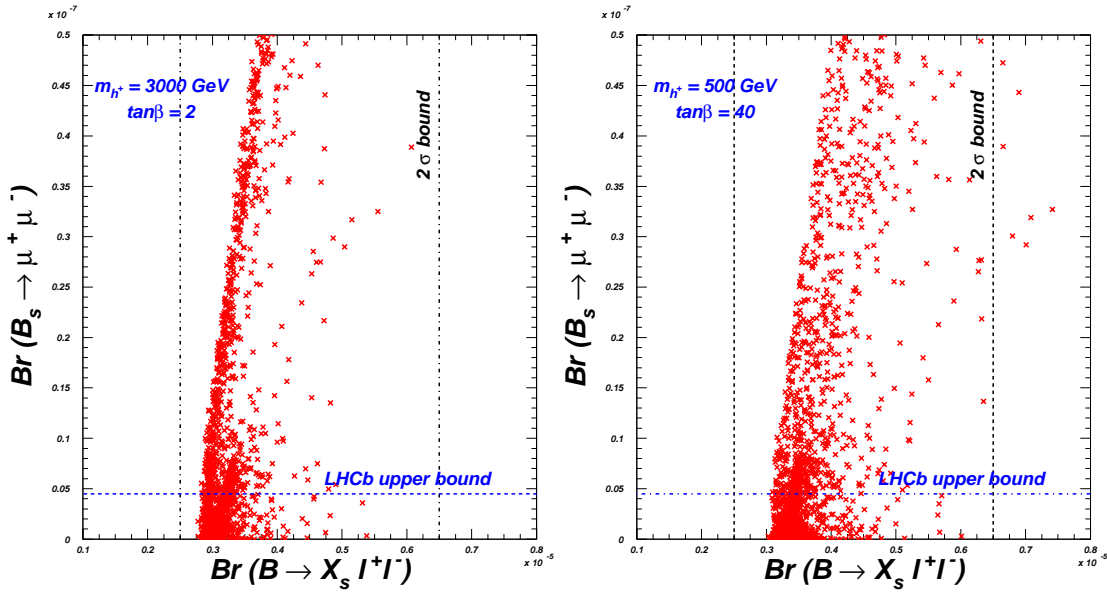 x 10 -7
0.5
0.45
0.4
0.35
0.3
0.25
0.2
0.15
0.1
0.05
0
Br (B_s → μ+ μ-)
m_h+ = 3000 GeV
tanβ = 2
2 σ bound
LHCb upper bound
0.1 0.2 0.3 0.4 0.5 0.6 0.7 0.8
x 10 -5
Br (B → X_s l+l-)
x 10 -7
0.5
0.45
0.4
0.35
0.3
0.25
0.2
0.15
0.1
0.05
0
Br (B_s → μ+ μ-)
m_h+ = 500 GeV
tanβ = 40
2 σ bound
LHCb upper bound
0.1 0.2 0.3 0.4 0.5 0.6 0.7 0.8
x 10 -5
Br (B → X_s l+l-)